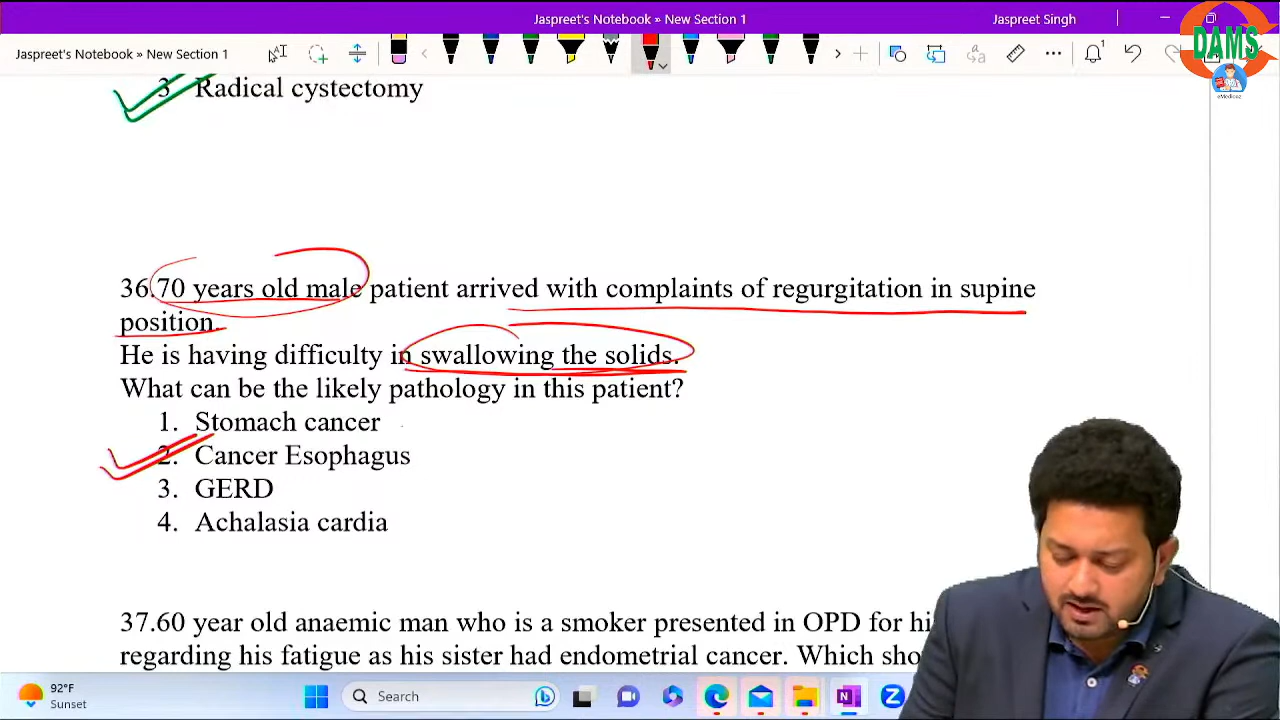 Jaspreet's Notebook » New Section 1
Jaspreet Singh
Jaspreet's Notebook » New Section 1
DAMS
eMedicoz
3. Radical cystectomy
36.70 years old male patient arrived with complaints of regurgitation in supine
position.
He is having difficulty in swallowing the solids.
What can be the likely pathology in this patient?
1. Stomach cancer
2. Cancer Esophagus
3. GERD
4. Achalasia cardia
37.60 year old anaemic man who is a smoker presented in OPD for
regarding his fatigue as his sister had endometrial cancer. Which
92°F
Sunset
Search